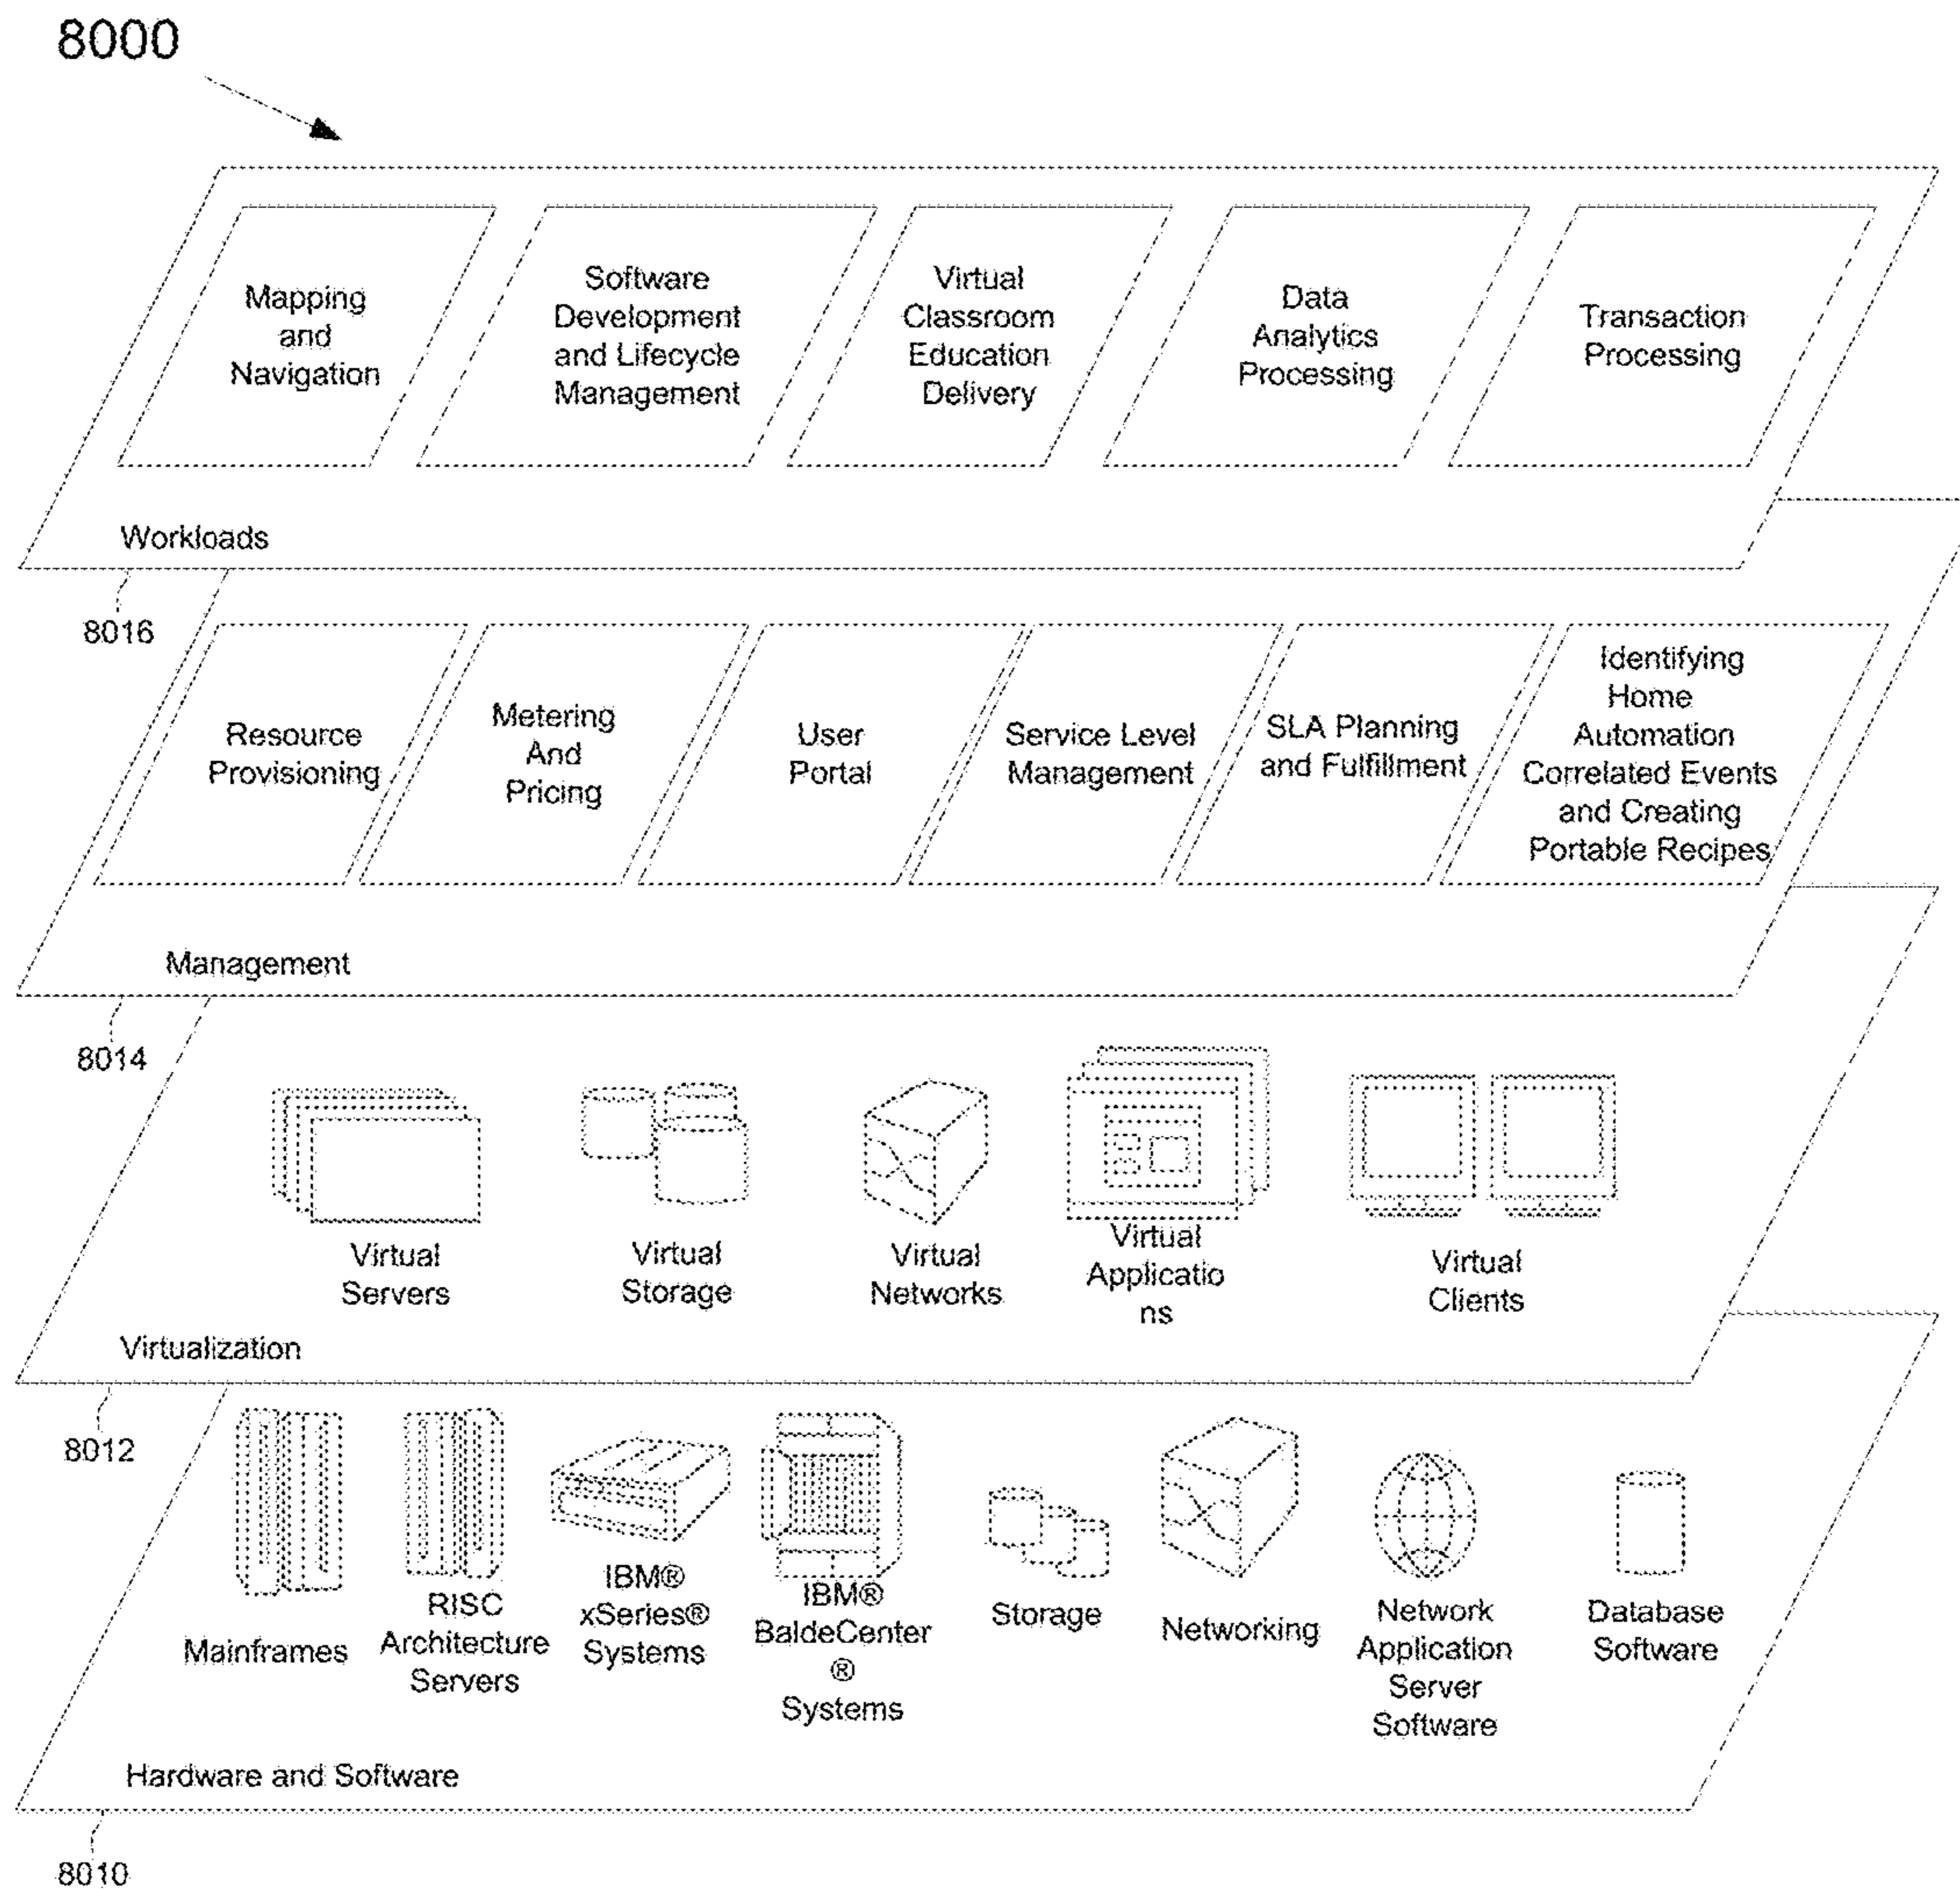 8000
Mapping
and
Navigation
Software
Development
and Lifecycle
Management
Virtual
Classroom
Education
Delivery
Data
Analytics
Processing
Transaction
Processing
Workloads
8016
Resource
Provisioning
Metering
And
Pricing
User
Portal
Service Level
Management
SLA Planning
and Fulfillment
Identifying
Home
Automation
Correlated Events
and Creating
Portable Recipes
Management
8014
Virtual
Servers
Virtual
Storage
Virtual
Networks
Virtual
Applicatio
ns
Virtual
Clients
Virtualization
8012
Mainframes
RISC
Architecture
Servers
IBM®
xSeries®
Systems
IBM®
BaldeCenter
®
Systems
Storage
Networking
Network
Application
Server
Software
Database
Software
Hardware and Software
8010